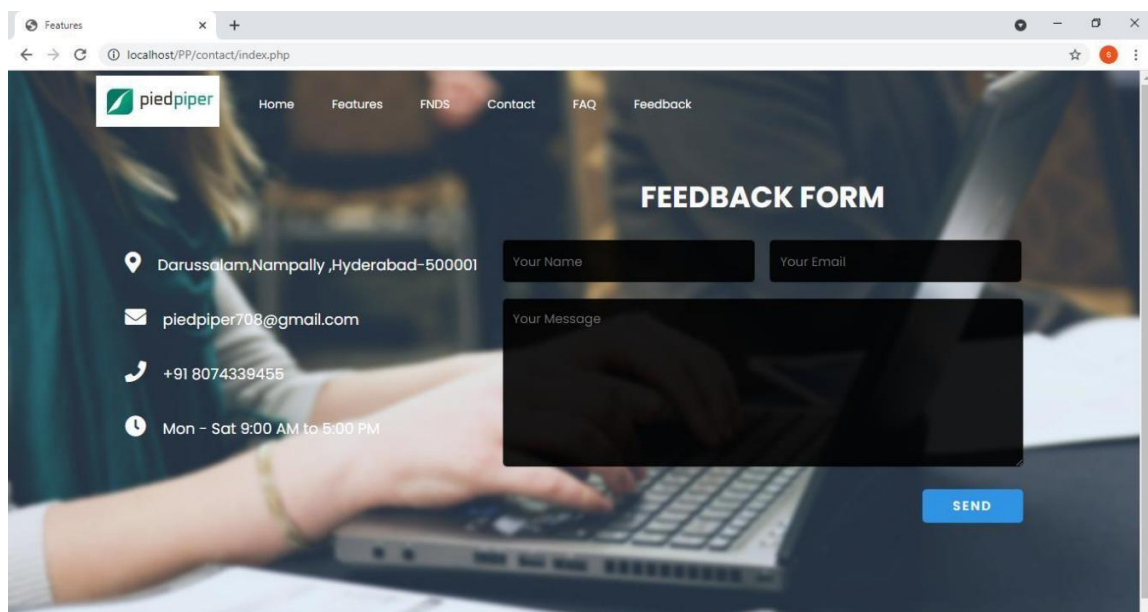 Features
localhost/PP/contact/index.php
S
piedpiper
Home Features FNDS Contact FAQ Feedback
FEEDBACK FORM
Darussalam,Nampally ,Hyderabad-500001
piedpiper708@gmail.com
+91 8074339455
Mon - Sat 9:00 AM to 5:00 PM
Your Name
Your Email
Your Message
SEND